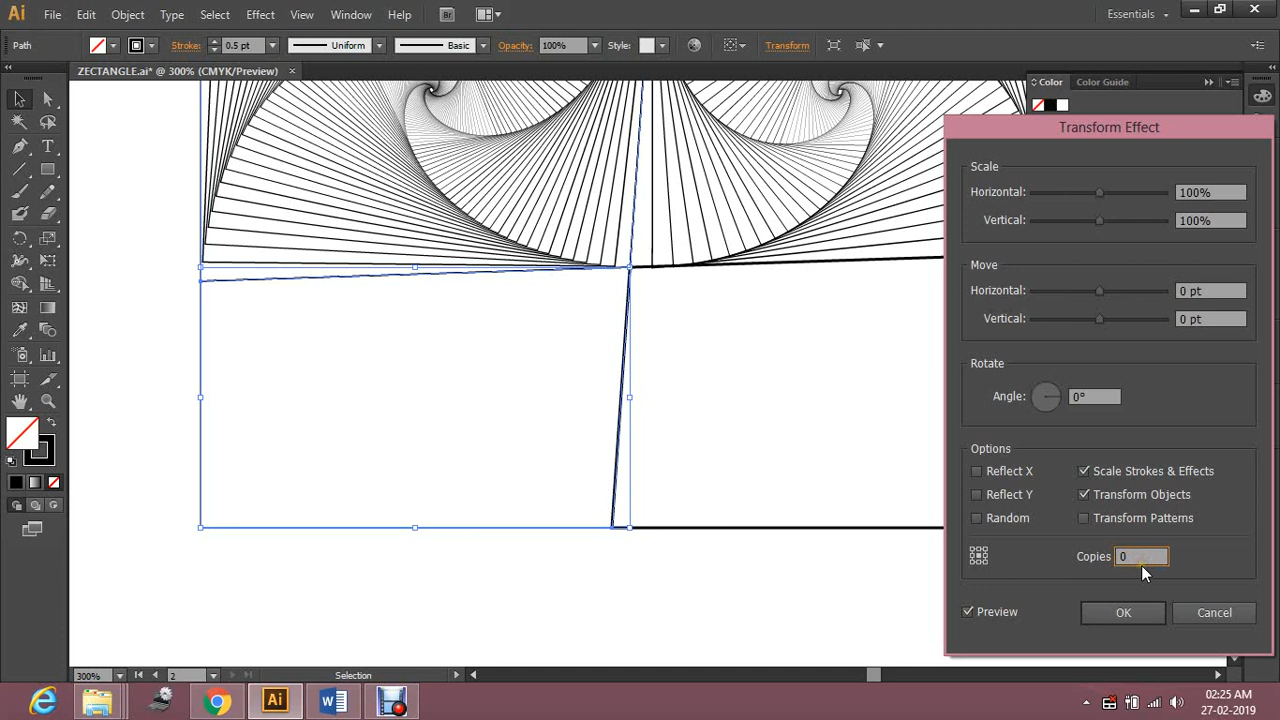 Ai File Edit Object Type Select Effect View Window Help Br Essentials
Path Stroke: 0.5 pt Uniform Basic Opacity: 100% Style: Transform
ZECTANGLE.ai* @ 300% (CMYK/Preview)
Color Color Guide
Transform Effect
Scale
Horizontal: 100%
Vertical: 100%
Move
Horizontal: 0 pt
Vertical: 0 pt
Rotate
Angle: 0°
Options
Reflect X Scale Strokes & Effects
Reflect Y Transform Objects
Random Transform Patterns
Copies 0
Preview OK Cancel
300% 2 Selection
Ai 02:25 AM
27-02-2019